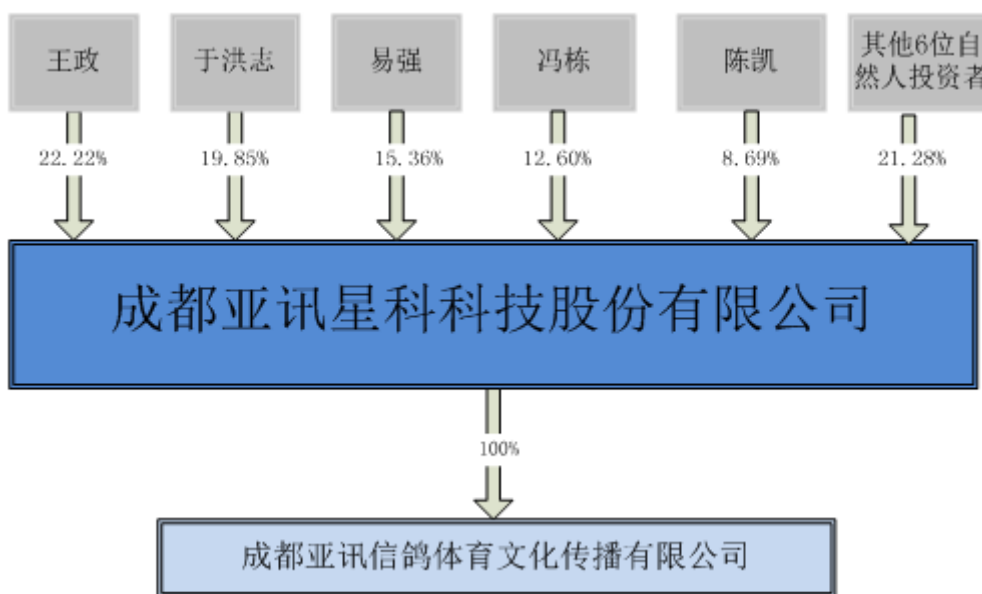 王政
于洪志
易强
冯栋
陈凯
其他6位自
然人投资者
22.22%
19.85%
15.36%
12.60%
8.69%
21.28%
成都亚讯星科科技股份有限公司
100%
成都亚讯信鸽体育文化传播有限公司